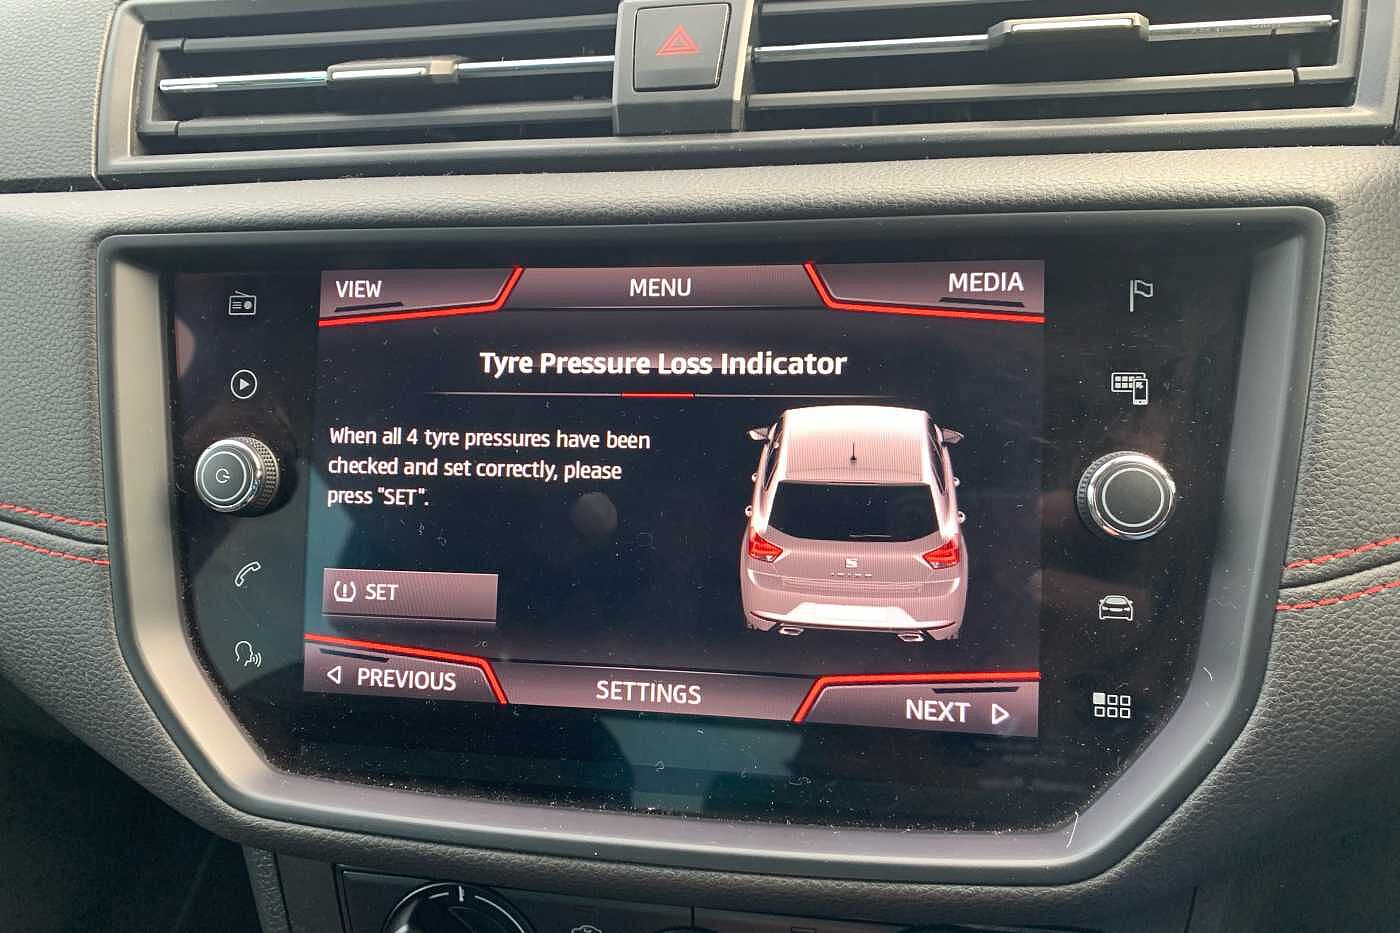 VIEW
MENU
MEDIA
Tyre Pressure Loss Indicator
When all 4 tyre pressures have been
checked and set correctly, please
press "SET".
SET
PREVIOUS
SETTINGS
NEXT